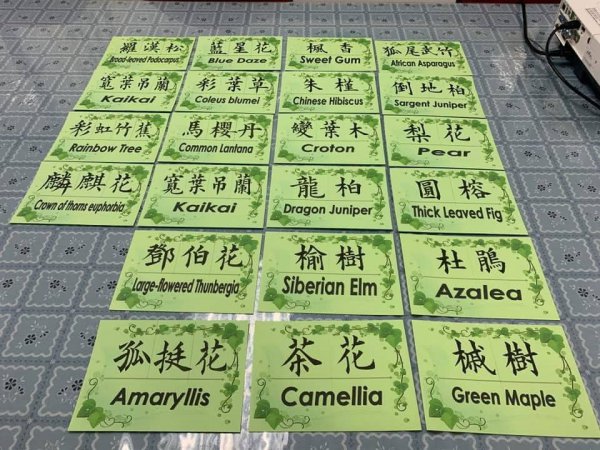 羅漢松
Broad-leaved Podocarpus
藍星花
Blue Daze
楓香
Sweet Gum
狐尾武竹
African Asparagus
寬葉吊蘭
Kaikai
彩葉草
Coleus blumei
朱槿
Chinese Hibiscus
倒地柏
Sargent Juniper
彩虹竹蕉
Rainbow Tree
馬櫻丹
Common Lantana
變葉木
Croton
梨花
Pear
麒麟花
Crown of thorns euphorbia
寬葉吊蘭
Kaikai
龍柏
Dragon Juniper
圓榕
Thick Leaved Fig
鄧伯花
Large-flowered Thunbergia
榆樹
Siberian Elm
杜鵑
Azalea
孤挺花
Amaryllis
茶花
Camellia
槭樹
Green Maple